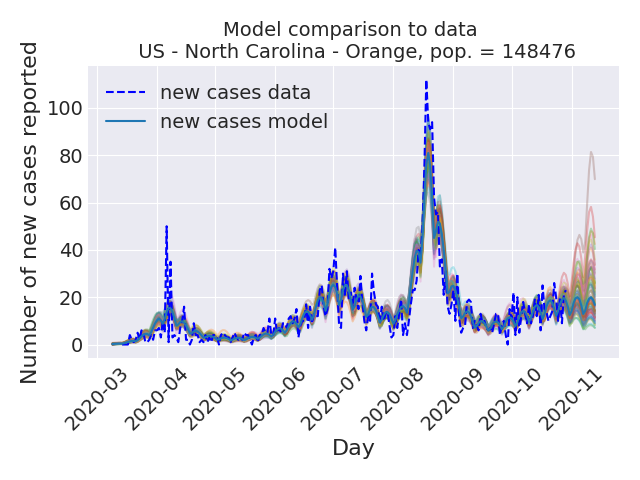 Model comparison to data
US - North Carolina - Orange, pop. = 148476
Number of new cases reported
new cases data
new cases model
100
80
60
40
20
0
2020-03
2020-04
2020-05
2020-06
2020-07
2020-08
2020-09
2020-10
2020-11
Day